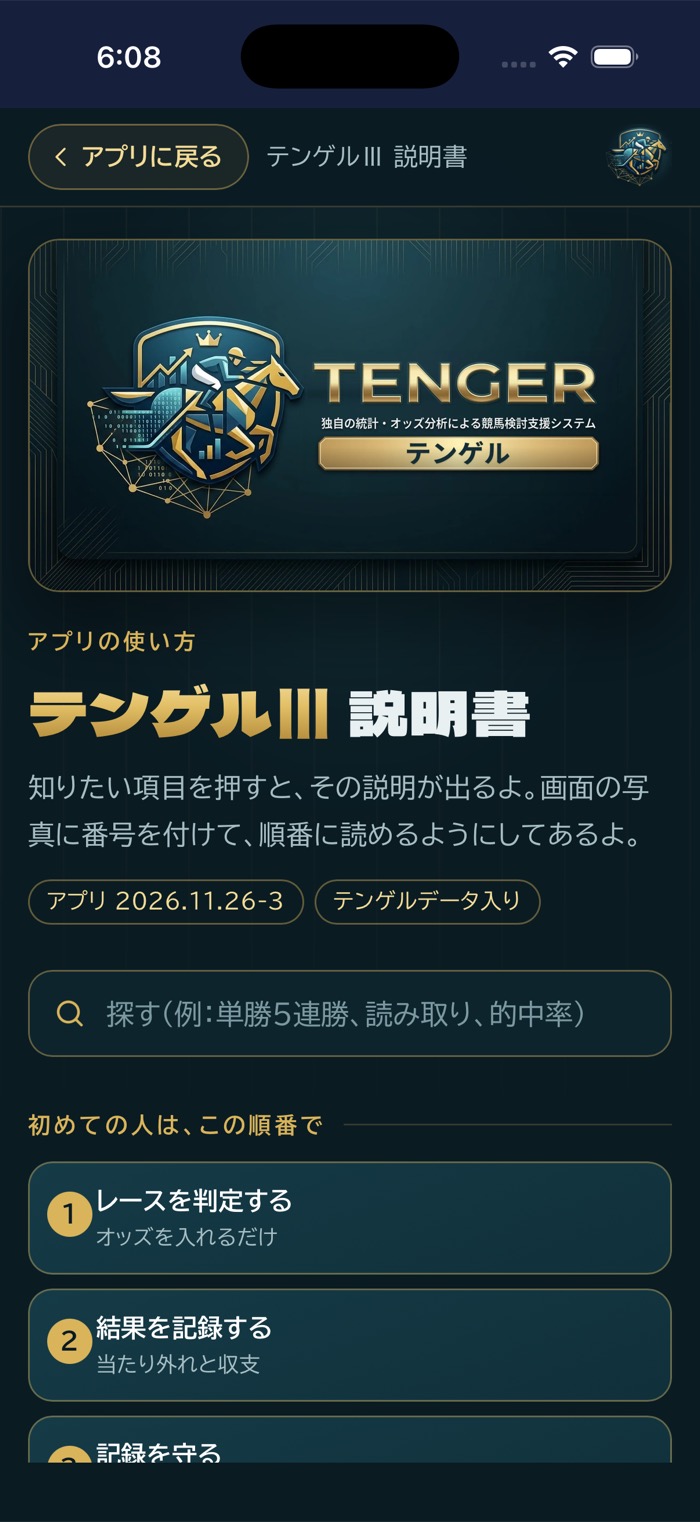 6:08
アプリに戻る
テンゲルⅢ 説明書
TENGER
独自の統計・オッズ分析による競馬検討支援システム
テンゲル
アプリの使い方
テンゲルⅢ 説明書
知りたい項目を押すと、その説明が出るよ。画面の写
真に番号を付けて、順番に読めるようにしてあるよ。
アプリ 2026.11.26-3
テンゲルデータ入り
探す（例：単勝5連勝、読み取り、的中率）
初めての人は、この順番で
1
レースを判定する
オッズを入れるだけ
2
結果を記録する
当たり外れと収支
3
記録を守る